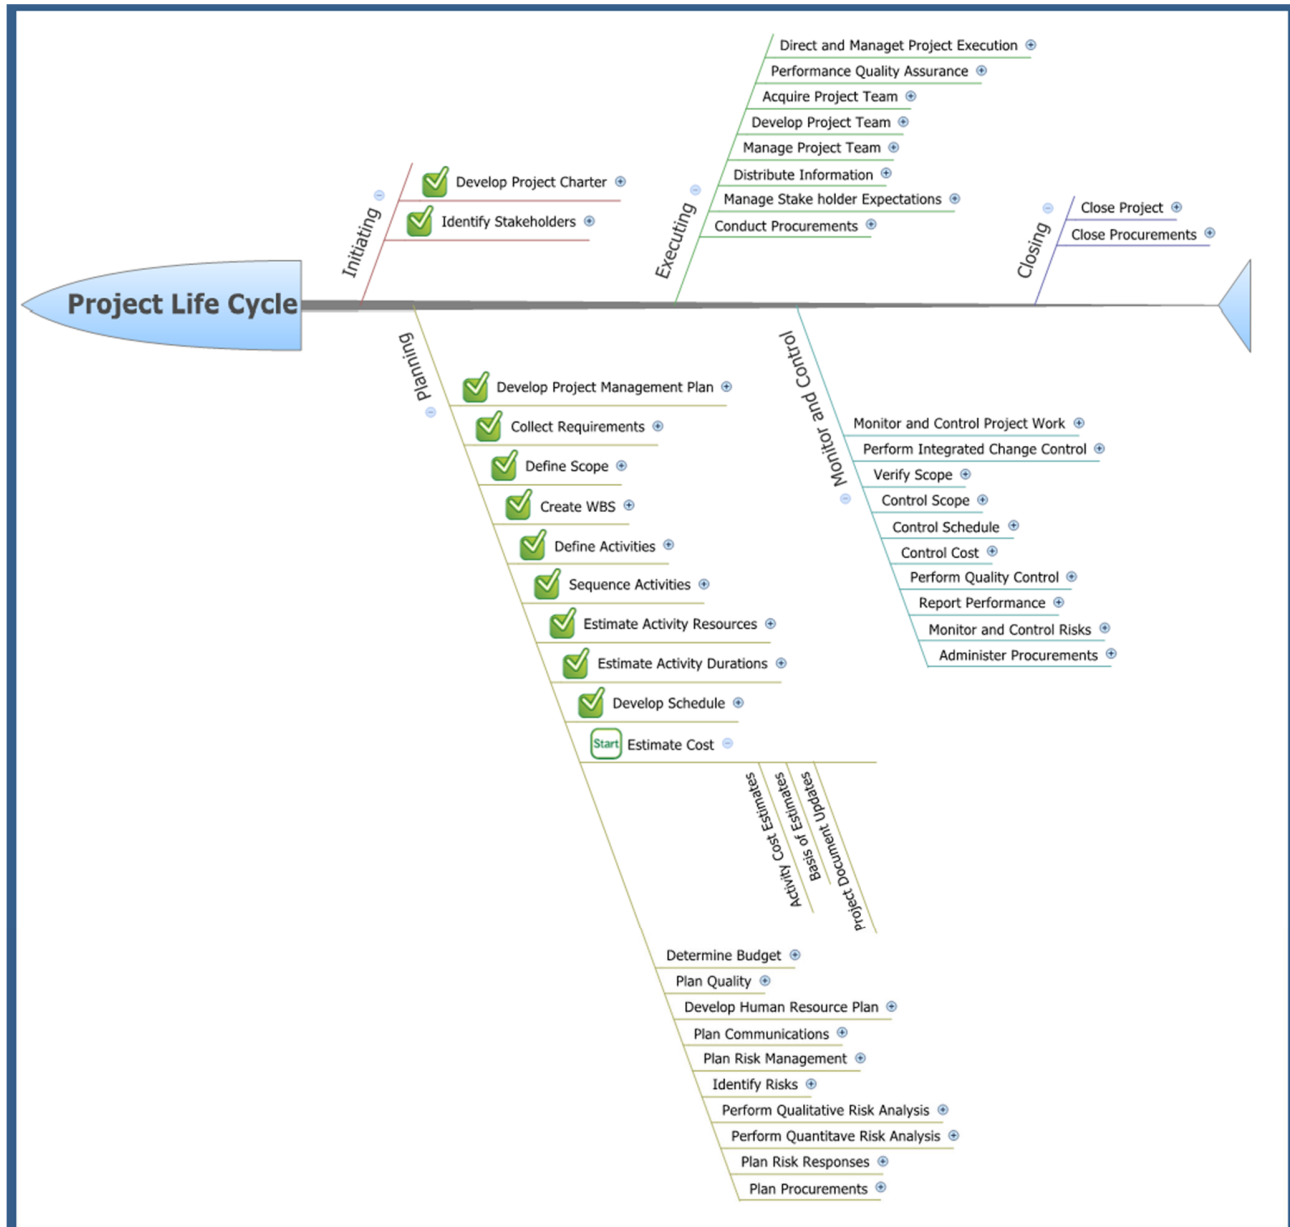 Project Life Cycle
Initiating
Develop Project Charter
Identify Stakeholders
Executing
Direct and Managet Project Execution
Performance Quality Assurance
Acquire Project Team
Develop Project Team
Manage Project Team
Distribute Information
Manage Stake holder Expectations
Conduct Procurements
Closing
Close Project
Close Procurements
Planning
Develop Project Management Plan
Collect Requirements
Define Scope
Create WBS
Define Activities
Sequence Activities
Estimate Activity Resources
Estimate Activity Durations
Develop Schedule
Start Estimate Cost
Activity Cost Estimates
Basis of Estimates
Project Document Updates
Determine Budget
Plan Quality
Develop Human Resource Plan
Plan Communications
Plan Risk Management
Identify Risks
Perform Qualitative Risk Analysis
Perform Quantitave Risk Analysis
Plan Risk Responses
Plan Procurements
Monitor and Control
Monitor and Control Project Work
Perform Integrated Change Control
Verify Scope
Control Scope
Control Schedule
Control Cost
Perform Quality Control
Report Performance
Monitor and Control Risks
Administer Procurements